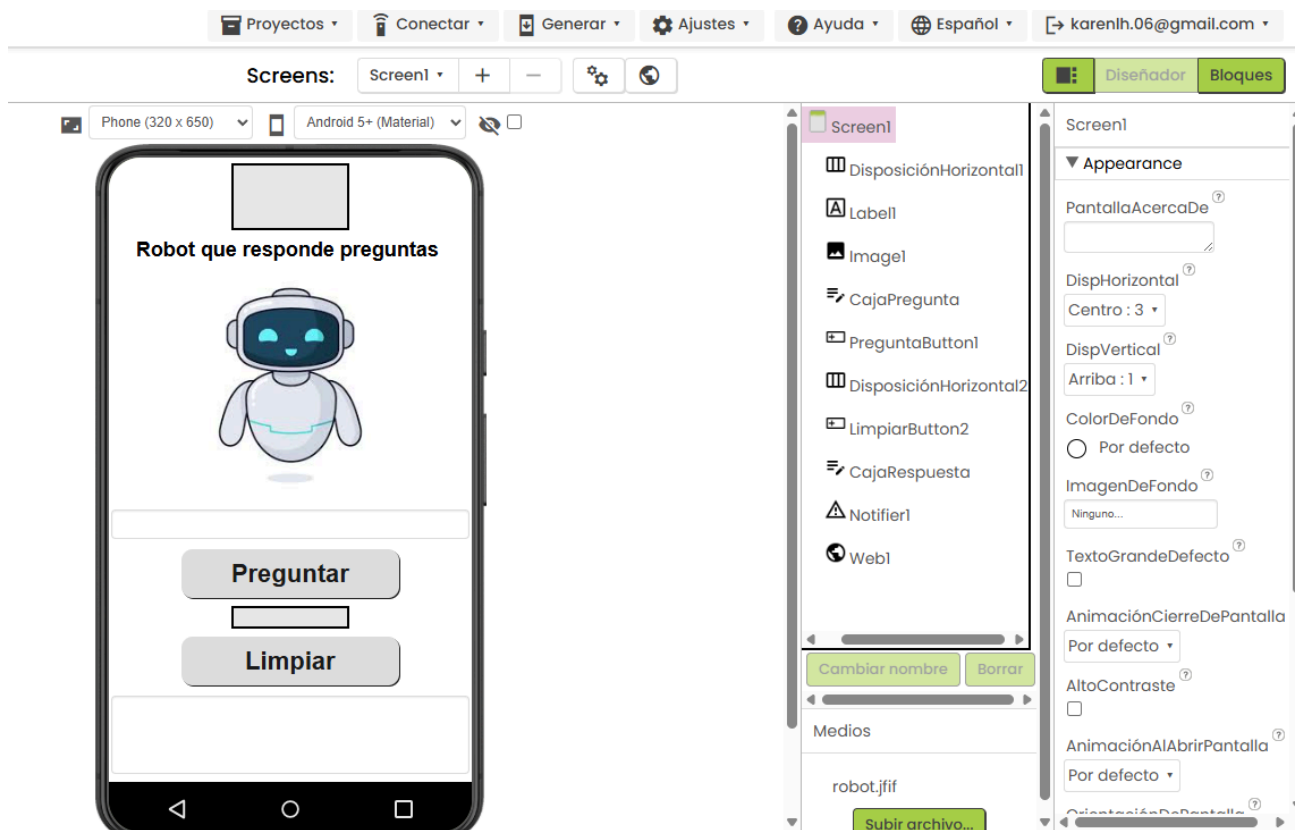 Proyectos Conectar Generar Ajustes Ayuda Español karenlh.06@gmail.com
Screens: Screen1 + − Diseñador Bloques
Phone (320 x 650) Android 5+ (Material)
Robot que responde preguntas
Preguntar
Limpiar
Screen1
DisposiciónHorizontal1
A Label1
Image1
CajaPregunta
PreguntaButton1
DisposiciónHorizontal2
LimpiarButton2
CajaRespuesta
Notifier1
Web1
Cambiar nombre Borrar
Medios
robot.jfif
Subir archivo...
Screen1
Appearance
PantallaAcercaDe ?
DispHorizontal ?
Centro : 3
DispVertical ?
Arriba : 1
ColorDeFondo ?
Por defecto
ImagenDeFondo ?
Ninguno...
TextoGrandeDefecto ?
AnimaciónCierreDePantalla
Por defecto
AltoContraste ?
AnimaciónAlAbrirPantalla ?
Por defecto
OrientaciónDePantalla ?